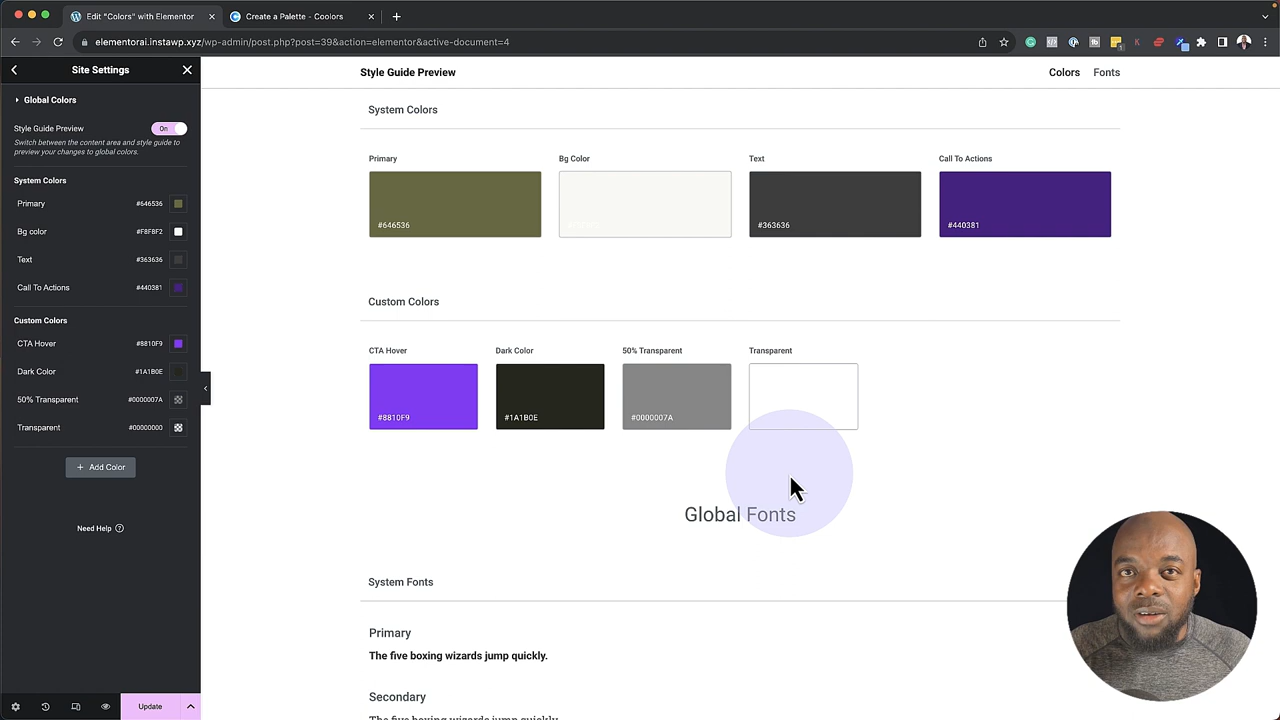 Edit "Colors" with Elementor
Create a Palette - Coolors
elementorai.instawp.xyz/wp-admin/post.php?post=39&action=elementor&active-document=4
Site Settings
Global Colors
Style Guide Preview
On
Switch between the content area and style guide to
preview your changes to global colors.
System Colors
Primary
#646536
Bg color
#F8F8F2
Text
#363636
Call To Actions
#440381
Custom Colors
CTA Hover
#8810F9
Dark Color
#1A1B0E
50% Transparent
#0000007A
Transparent
#00000000
+ Add Color
Need Help ?
Update
Style Guide Preview
Colors
Fonts
System Colors
Primary
Bg Color
Text
Call To Actions
#646536
#363636
#440381
Custom Colors
CTA Hover
Dark Color
50% Transparent
Transparent
#8810F9
#1A1B0E
#0000007A
Global Fonts
System Fonts
Primary
The five boxing wizards jump quickly.
Secondary
The five boxing wizards jump quickly.